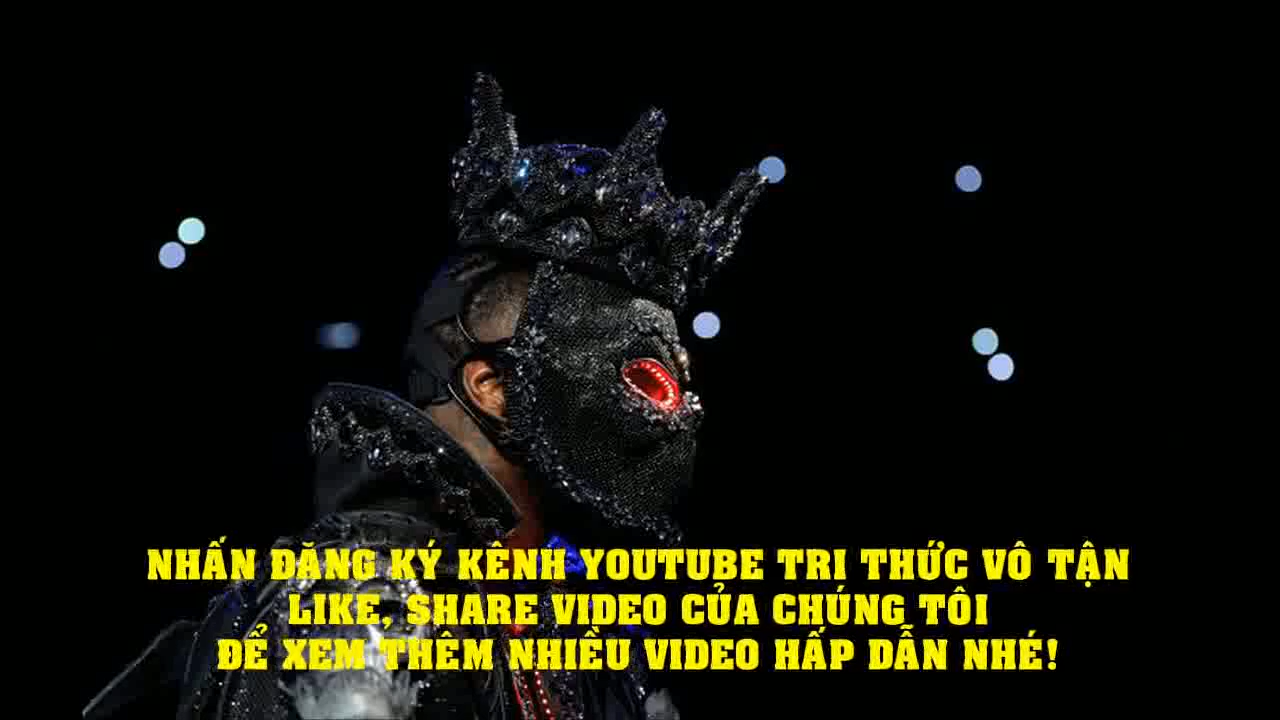 NHẤN ĐĂNG KÝ KÊNH YOUTUBE TRI THỨC VÔ TẬN
LIKE, SHARE VIDEO CỦA CHÚNG TÔI
ĐỂ XEM THÊM NHIỀU VIDEO HẤP DẪN NHÉ!